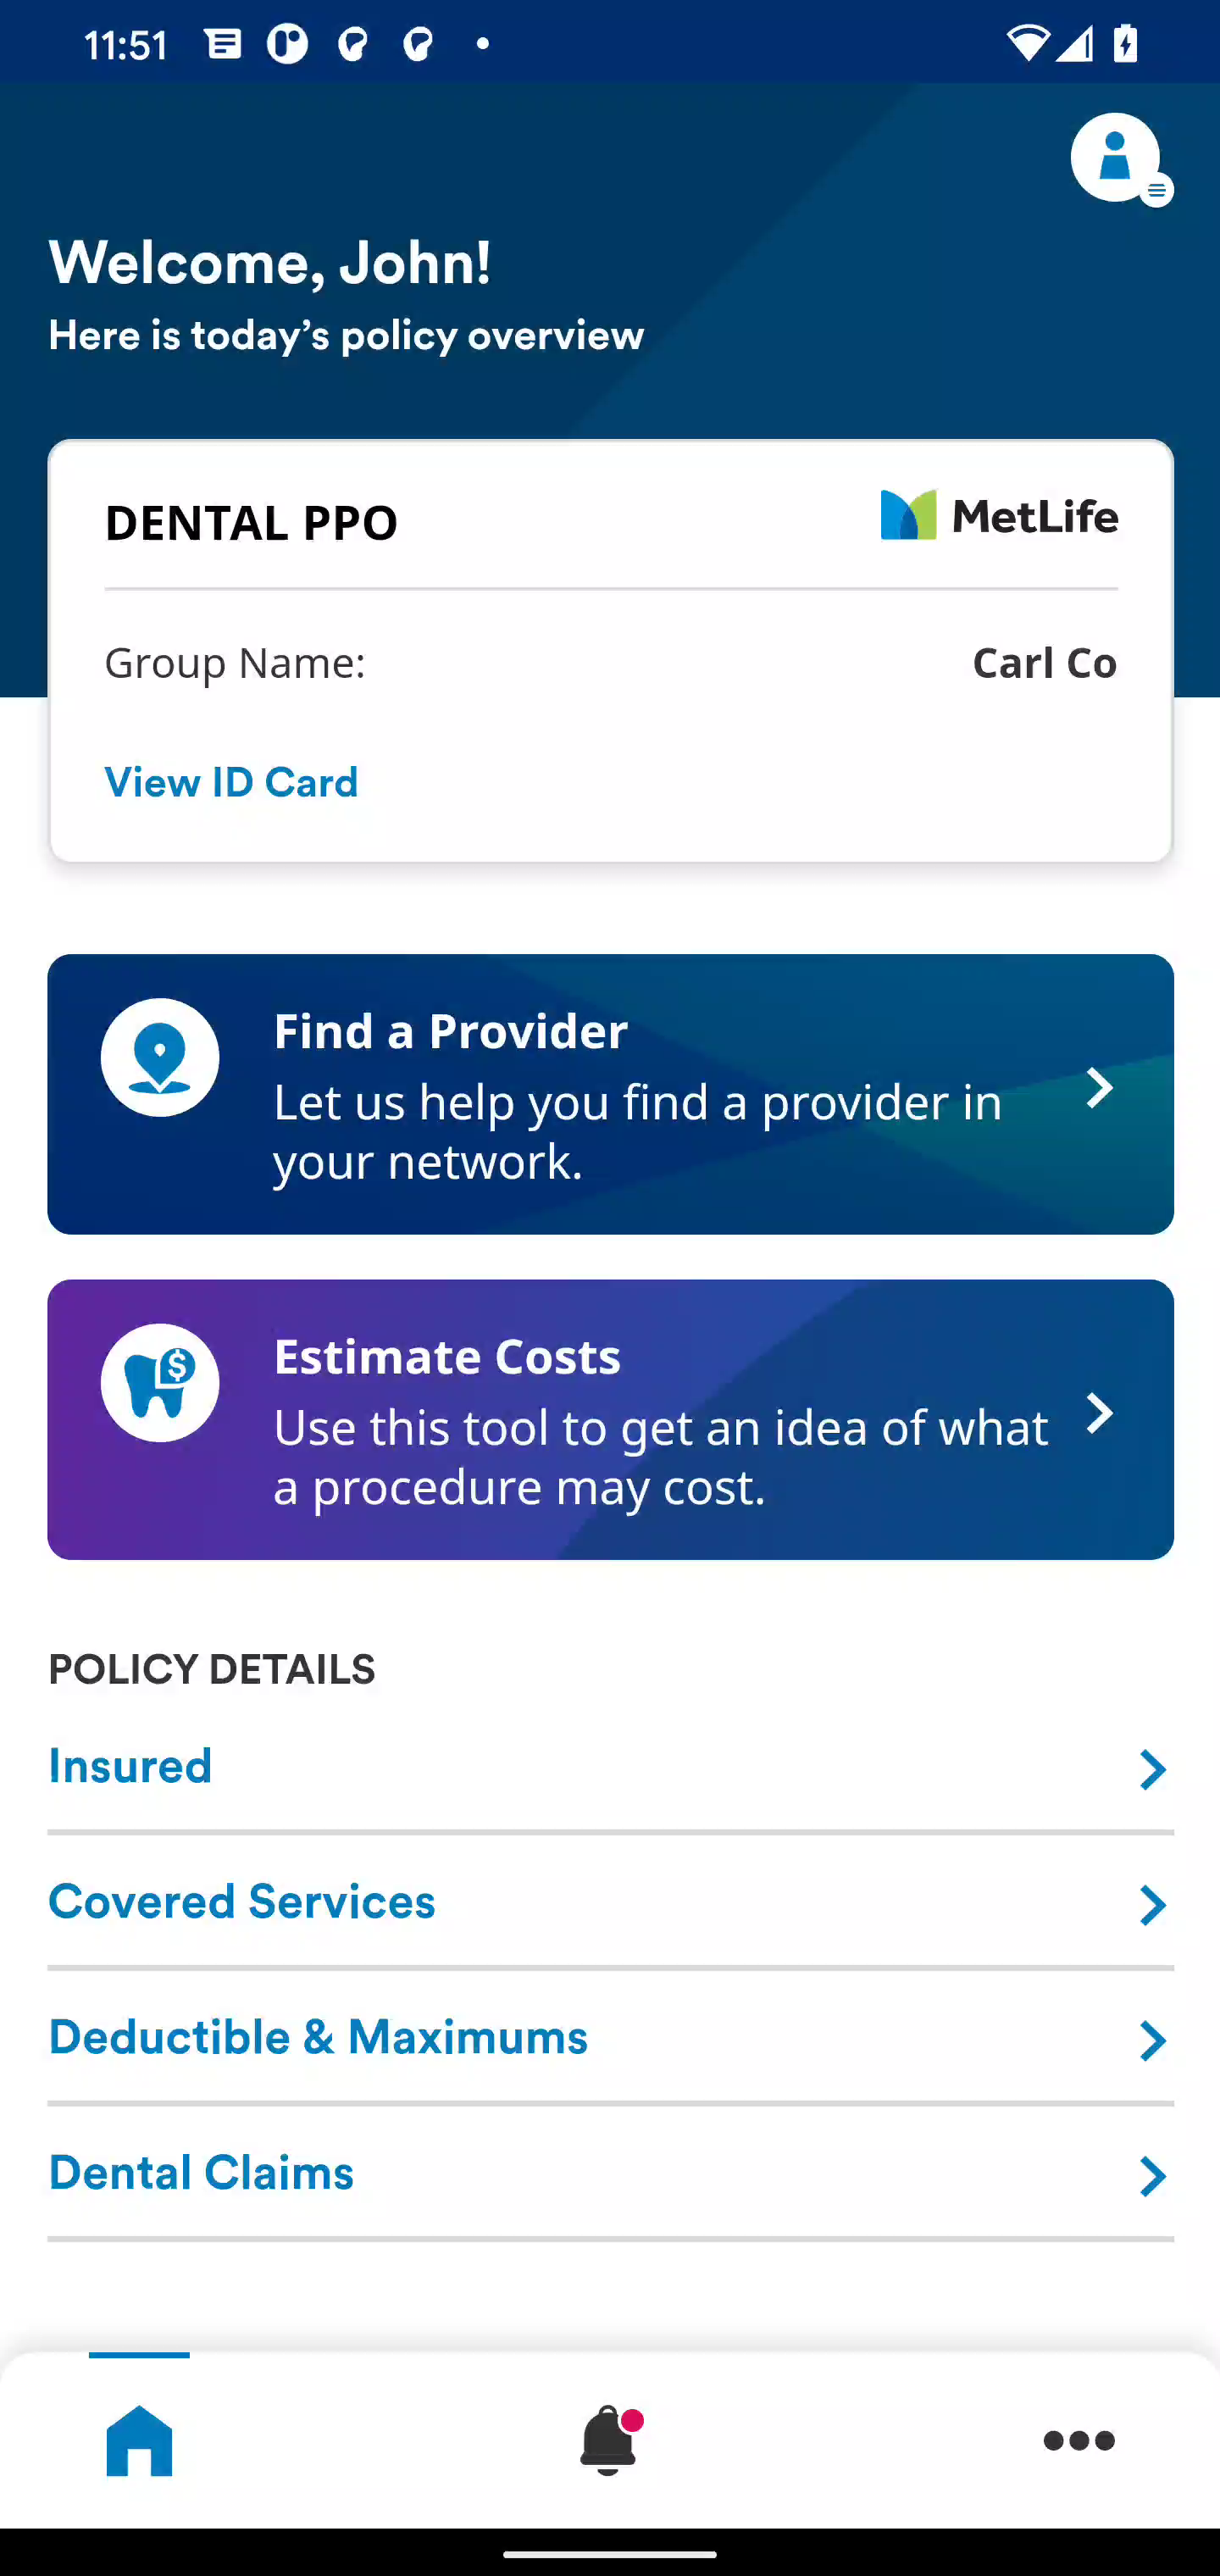 11:51
Welcome, John!
Here is today’s policy overview
DENTAL PPO
MetLife
Group Name:
Carl Co
View ID Card
Find a Provider
Let us help you find a provider in
your network.
$
Estimate Costs
Use this tool to get an idea of what
a procedure may cost.
POLICY DETAILS
Insured
Covered Services
Deductible & Maximums
Dental Claims